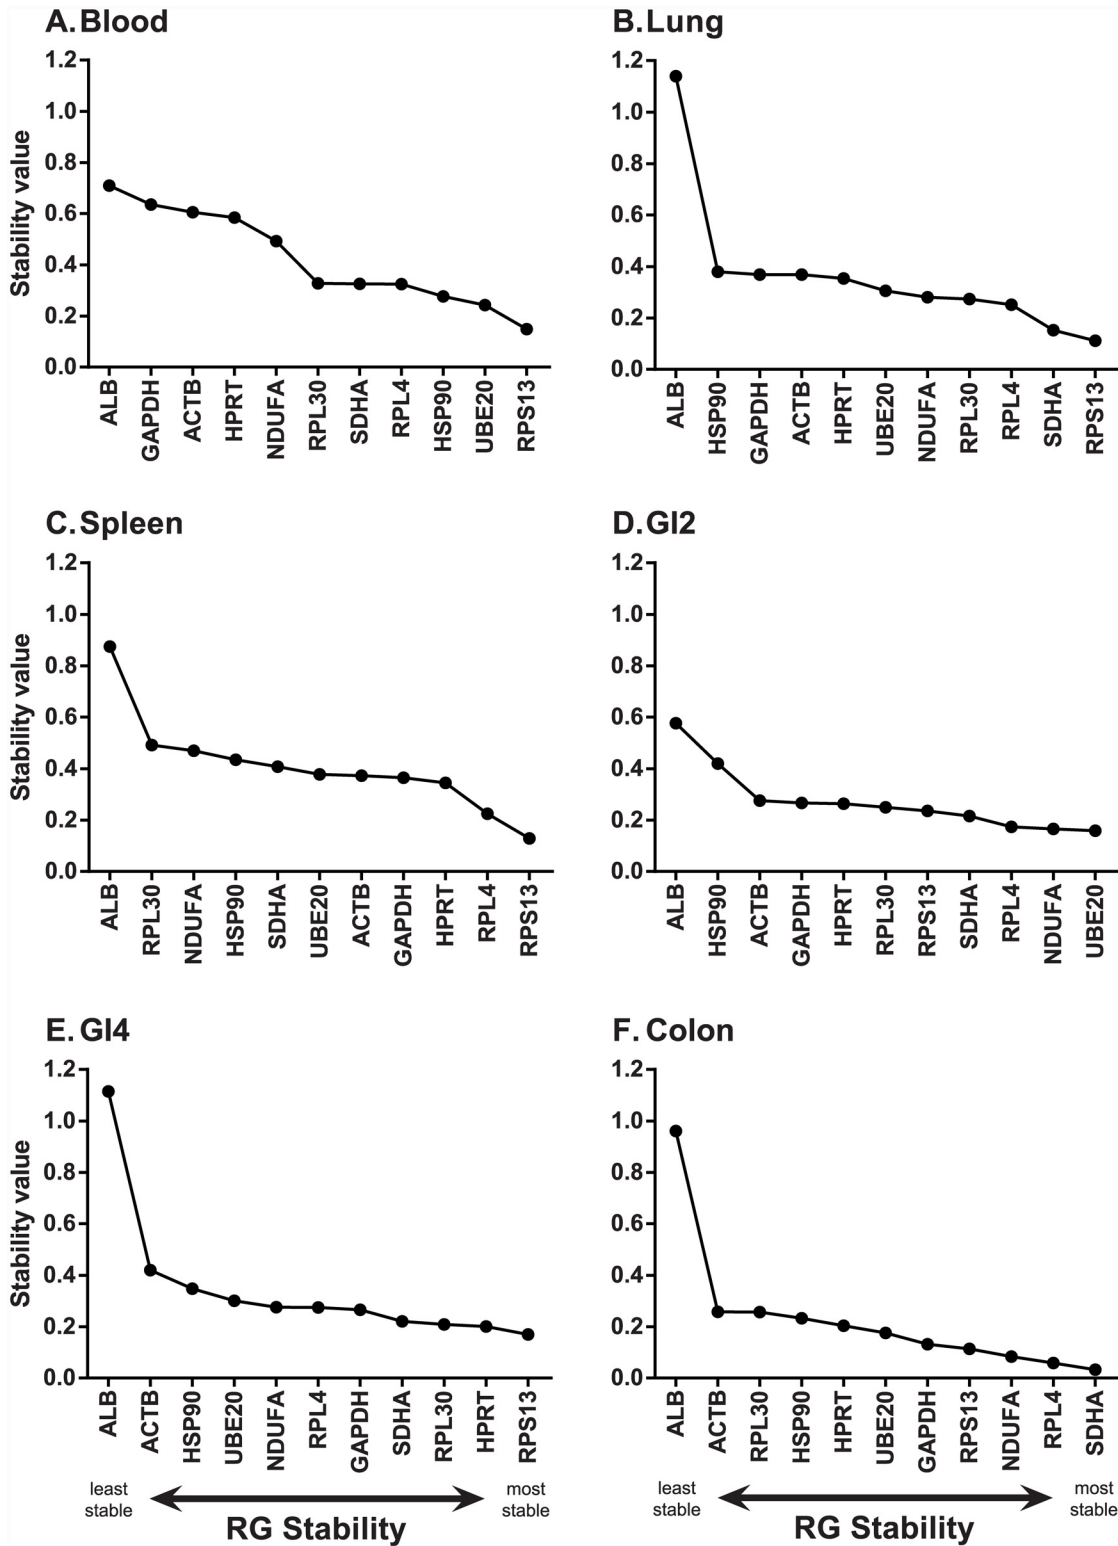 A. Blood
Stability value
1.2
1.0
0.8
0.6
0.4
0.2
0.0
ALB
GAPDH
ACTB
HPRT
NDUFA
RPL30
SDHA
RPL4
HSP90
UBE20
RPS13
B. Lung
1.2
1.0
0.8
0.6
0.4
0.2
0.0
ALB
HSP90
GAPDH
ACTB
HPRT
UBE20
NDUFA
RPL30
RPL4
SDHA
RPS13
C. Spleen
Stability value
1.2
1.0
0.8
0.6
0.4
0.2
0.0
ALB
RPL30
NDUFA
HSP90
SDHA
UBE20
ACTB
GAPDH
HPRT
RPL4
RPS13
D. GI2
1.2
1.0
0.8
0.6
0.4
0.2
0.0
ALB
HSP90
ACTB
GAPDH
HPRT
RPL30
RPS13
SDHA
RPL4
NDUFA
UBE20
E. GI4
Stability value
1.2
1.0
0.8
0.6
0.4
0.2
0.0
ALB
ACTB
HSP90
UBE20
NDUFA
RPL4
GAPDH
SDHA
RPL30
HPRT
RPS13
least
stable
most
stable
RG Stability
F. Colon
1.2
1.0
0.8
0.6
0.4
0.2
0.0
ALB
ACTB
RPL30
HSP90
HPRT
UBE20
GAPDH
RPS13
NDUFA
RPL4
SDHA
least
stable
most
stable
RG Stability